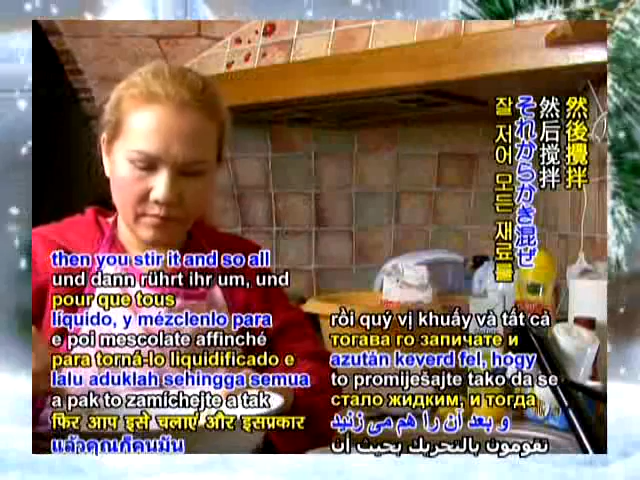 然後攪拌
然后搅拌
それからかき混ぜ
잘 저어 모든 재료를
then you stir it and so all
und dann rührt ihr um, und
pour que tous
líquido, y mézclenlo para
e poi mescolate affinché
para torná-lo liquidificado e
lalu aduklah sehingga semua
a pak to zamíchejte a tak
फिर आप इसे चलाएं और इसप्रकार
แล้วคุณก็คนมัน
rồi quý vị khuấy và tất cả
тогава го запичате и
azután keverd fel, hogy
to promiješajte tako da se
стало жидким, и тогда
و بعد آن را هم می زنید
تقومون بالتحريك بحيث أن